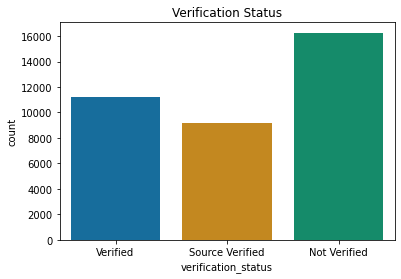 Verification Status
16000
14000
12000
10000
8000
6000
4000
2000
0
count
Verified Source Verified Not Verified
verification_status